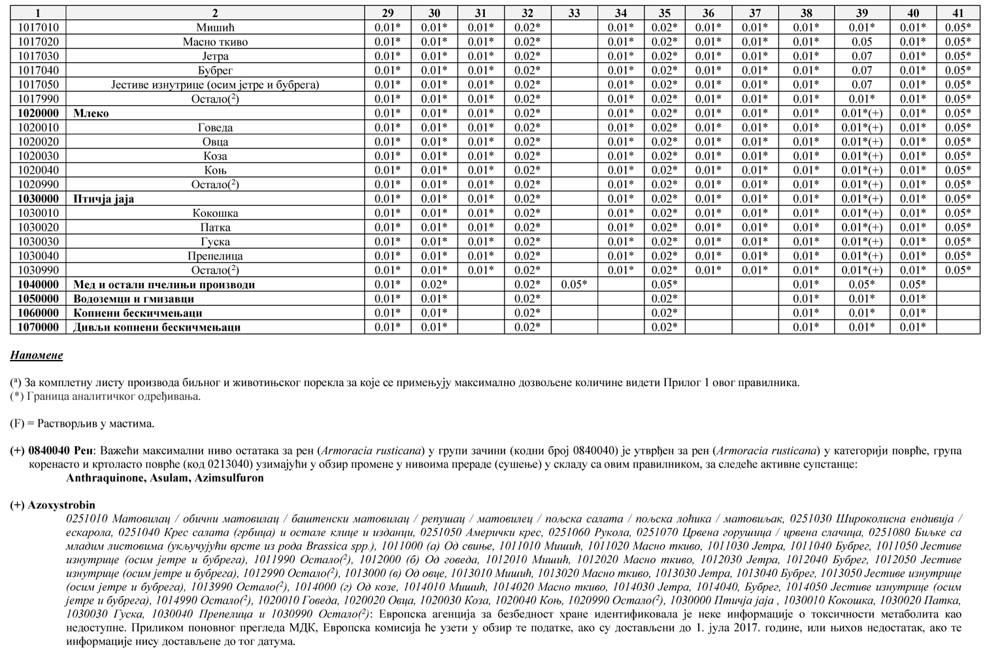 1 2 29 30 31 32 33 34 35 36 37 38 39 40 41
1017010 Мишић 0.01* 0.01* 0.01* 0.02* 0.01* 0.02* 0.01* 0.01* 0.01* 0.01* 0.01* 0.05*
1017020 Масно ткиво 0.01* 0.01* 0.01* 0.02* 0.01* 0.02* 0.01* 0.01* 0.01* 0.05 0.01* 0.05*
1017030 Јетра 0.01* 0.01* 0.01* 0.02* 0.01* 0.02* 0.01* 0.01* 0.01* 0.07 0.01* 0.05*
1017040 Бубрег 0.01* 0.01* 0.01* 0.02* 0.01* 0.02* 0.01* 0.01* 0.01* 0.07 0.01* 0.05*
1017050 Јестиве изнутрице (осим јетре и бубрега) 0.01* 0.01* 0.01* 0.02* 0.01* 0.02* 0.01* 0.01* 0.01* 0.07 0.01* 0.05*
1017990 Остало(²) 0.01* 0.01* 0.01* 0.02* 0.01* 0.02* 0.01* 0.01* 0.01* 0.01* 0.01* 0.05*
1020000 Млеко 0.01* 0.01* 0.01* 0.02* 0.01* 0.02* 0.01* 0.01* 0.01* 0.01*(+) 0.01* 0.05*
1020010 Говеда 0.01* 0.01* 0.01* 0.02* 0.01* 0.02* 0.01* 0.01* 0.01* 0.01*(+) 0.01* 0.05*
1020020 Овца 0.01* 0.01* 0.01* 0.02* 0.01* 0.02* 0.01* 0.01* 0.01* 0.01*(+) 0.01* 0.05*
1020030 Коза 0.01* 0.01* 0.01* 0.02* 0.01* 0.02* 0.01* 0.01* 0.01* 0.01*(+) 0.01* 0.05*
1020040 Коњ 0.01* 0.01* 0.01* 0.02* 0.01* 0.02* 0.01* 0.01* 0.01* 0.01*(+) 0.01* 0.05*
1020990 Остало(²) 0.01* 0.01* 0.01* 0.02* 0.01* 0.02* 0.01* 0.01* 0.01* 0.01*(+) 0.01* 0.05*
1030000 Птичја јаја 0.01* 0.01* 0.01* 0.02* 0.01* 0.02* 0.01* 0.01* 0.01* 0.01*(+) 0.01* 0.05*
1030010 Кокошка 0.01* 0.01* 0.01* 0.02* 0.01* 0.02* 0.01* 0.01* 0.01* 0.01*(+) 0.01* 0.05*
1030020 Патка 0.01* 0.01* 0.01* 0.02* 0.01* 0.02* 0.01* 0.01* 0.01* 0.01*(+) 0.01* 0.05*
1030030 Гуска 0.01* 0.01* 0.01* 0.02* 0.01* 0.02* 0.01* 0.01* 0.01* 0.01*(+) 0.01* 0.05*
1030040 Препелица 0.01* 0.01* 0.01* 0.02* 0.01* 0.02* 0.01* 0.01* 0.01* 0.01*(+) 0.01* 0.05*
1030990 Остало(²) 0.01* 0.01* 0.01* 0.02* 0.01* 0.02* 0.01* 0.01* 0.01* 0.01*(+) 0.01* 0.05*
1040000 Мед и остали пчелињи производи 0.01* 0.02* 0.02* 0.05* 0.05* 0.01* 0.05* 0.05*
1050000 Водоземци и гмизавци 0.01* 0.01* 0.02* 0.02* 0.01* 0.01* 0.01*
1060000 Копнени бескичмењаци 0.01* 0.01* 0.02* 0.02* 0.01* 0.01* 0.01*
1070000 Дивљи копнени бескичмењаци 0.01* 0.01* 0.02* 0.02* 0.01* 0.01* 0.01*
Напомене
(ᵃ) За комплетну листу производа биљног и животињског порекла за које се примењују максимално дозвољене количине видети Прилог 1 овог правилника.
(*) Граница аналитичког одређивања.
(F) = Растворљив у мастима.
(+) 0840040 Рен: Важећи максимални ниво остатака за рен (Armoracia rusticana) у групи зачини (кодни број 0840040) је утврђен за рен (Armoracia rusticana) у категорији поврће, група
коренасто и кртоласто поврће (код 0213040) узимајући у обзир промене у нивоима прераде (сушење) у складу са овим правилником, за следеће активне супстанце:
Anthraquinone, Asulam, Azimsulfuron
(+) Azoxystrobin
0251010 Матовилац / обични матовилац / баштенски матовилац / репушац / матовилец / пољска салата / пољска лоћика / матовиљак, 0251030 Широколисна ендивија /
ескарола, 0251040 Крес салата (грбица) и остале клице и изданци, 0251050 Амерички крес, 0251060 Рукола, 0251070 Црвена горушица / црвена слачица, 0251080 Биљке са
младим листовима (укључујући врсте из рода Brassica spp.), 1011000 (а) Од свиње, 1011010 Мишић, 1011020 Масно ткиво, 1011030 Јетра, 1011040 Бубрег, 1011050 Јестиве
изнутрице (осим јетре и бубрега), 1011990 Остало(²), 1012000 (б) Од говеда, 1012010 Мишић, 1012020 Масно ткиво, 1012030 Јетра, 1012040 Бубрег, 1012050 Јестиве
изнутрице (осим јетре и бубрега), 1012990 Остало(²), 1013000 (в) Од овце, 1013010 Мишић, 1013020 Масно ткиво, 1013030 Јетра, 1013040 Бубрег, 1013050 Јестиве изнутрице
(осим јетре и бубрега), 1013990 Остало(²), 1014000 (г) Од козе, 1014010 Мишић, 1014020 Масно ткиво, 1014030 Јетра, 1014040, Бубрег, 1014050 Јестиве изнутрице (осим
јетре и бубрега), 1014990 Остало(²), 1020010 Говеда, 1020020 Овца, 1020030 Коза, 1020040 Коњ, 1020990 Остало(²), 1030000 Птичја јаја , 1030010 Кокошка, 1030020 Патка,
1030030 Гуска, 1030040 Препелица и 1030990 Остало(²): Европска агенција за безбедност хране идентификовала је неке информације о токсичности метаболита као
недоступне. Приликом поновног прегледа МДК, Европска комисија ће узети у обзир те податке, ако су достављени до 1. јула 2017. године, или њихов недостатак, ако те
информације нису достављене до тог датума.